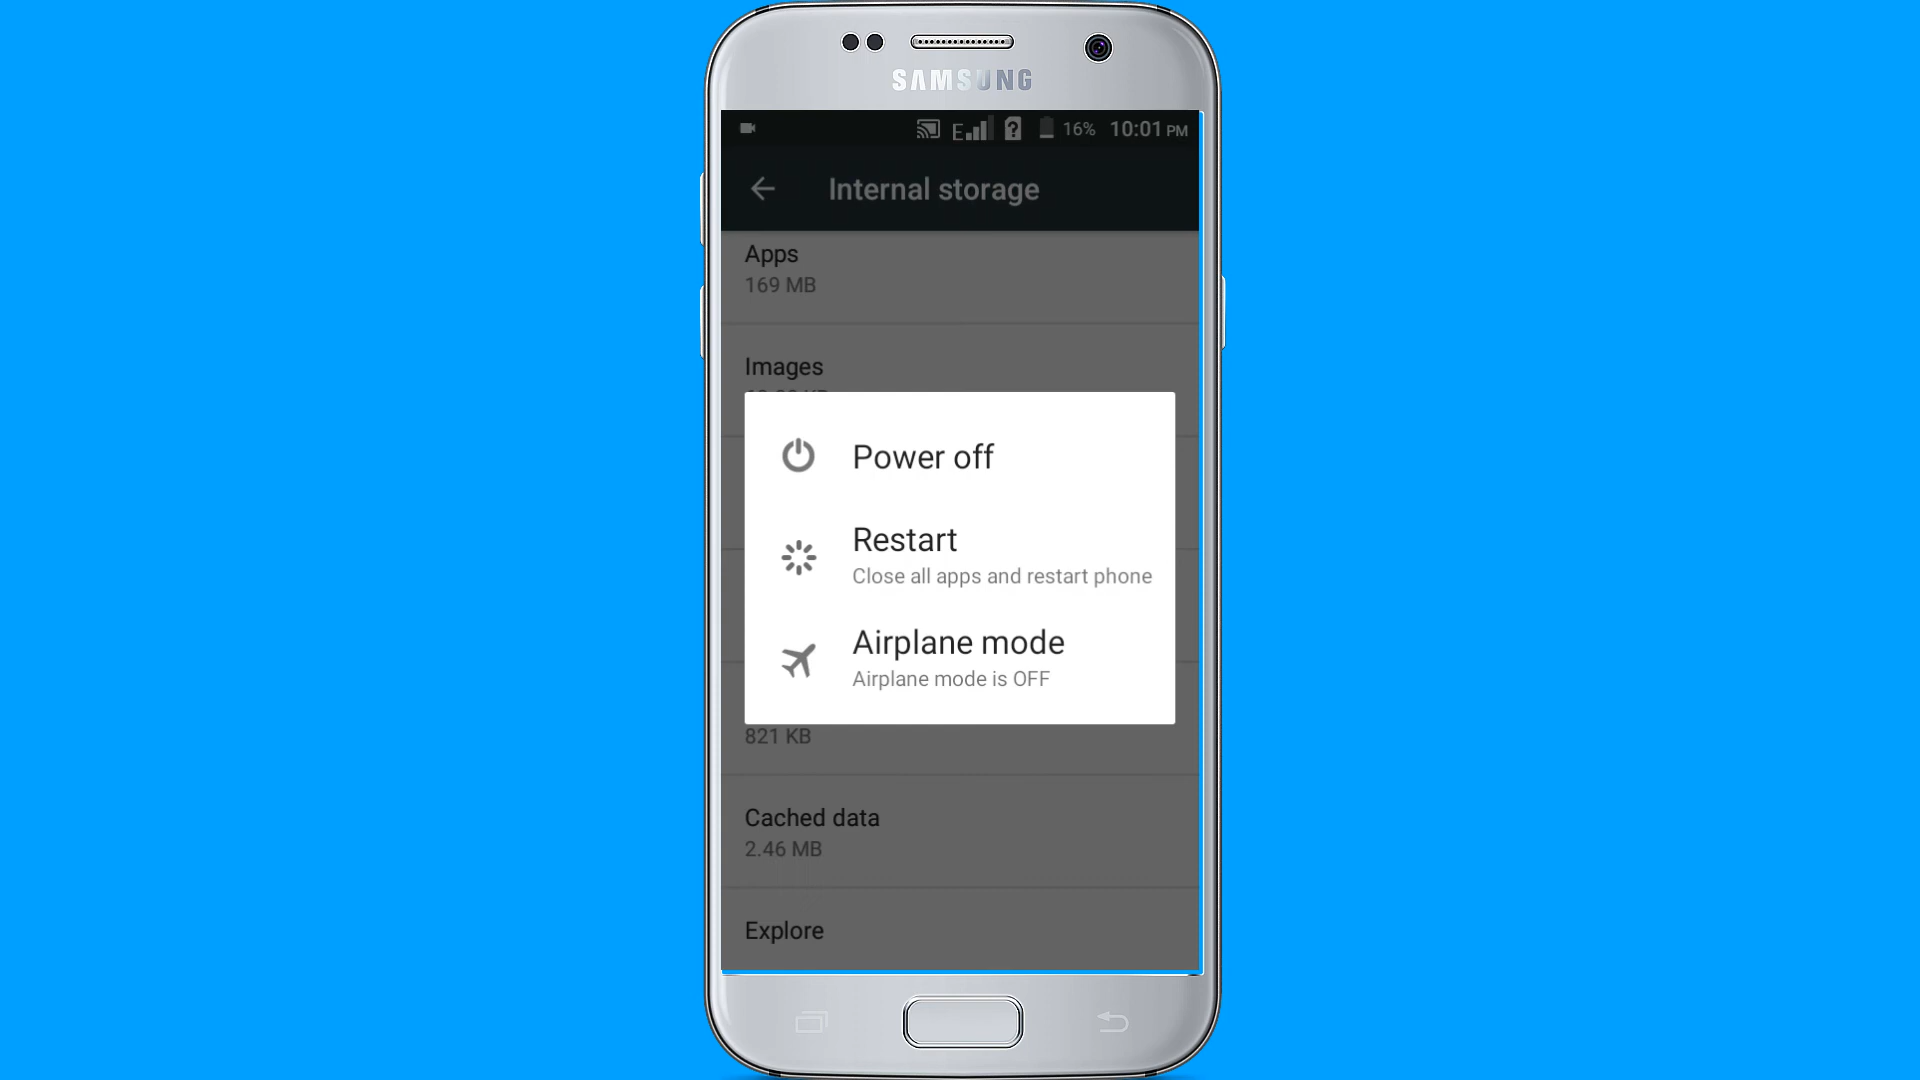 SAMSUNG
E 16% 10:01 PM
Internal storage
Apps
169 MB
Images
Power off
Restart
Close all apps and restart phone
Airplane mode
Airplane mode is OFF
821 KB
Cached data
2.46 MB
Explore